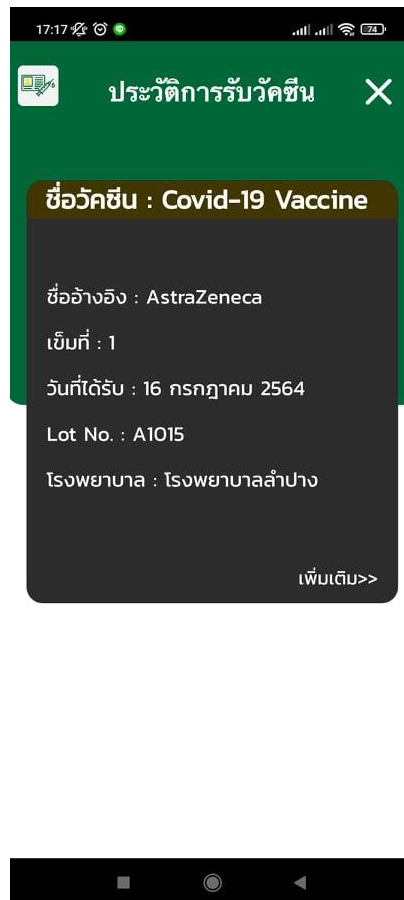 17:17
74
ประวัติการรับวัคซีน
ชื่อวัคซีน : Covid-19 Vaccine
ชื่ออ้างอิง : AstraZeneca
เข็มที่ : 1
วันที่ได้รับ : 16 กรกฎาคม 2564
Lot No. : A1015
โรงพยาบาล : โรงพยาบาลลำปาง
เพิ่มเติม>>